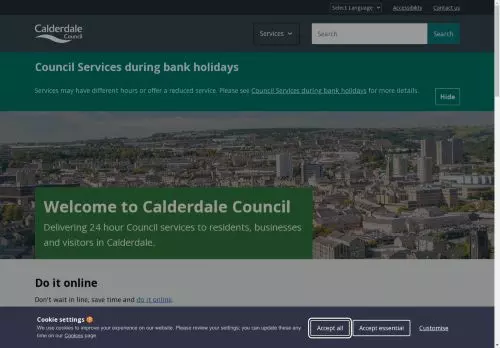 Select Language
Accessibility
Contact us
Calderdale
Council
Services
Search
Search
Council Services during bank holidays
Services may have different hours or offer a reduced service. Please see Council Services during bank holidays for more details.
Hide
Welcome to Calderdale Council
Delivering 24 hour Council services to residents, businesses
and visitors in Calderdale.
Do it online
Don't wait in line, save time and do it online.
Cookie settings
We use cookies to improve your experience on our website. Please review your settings; you can update these any
time on our Cookies page.
Accept all
Accept essential
Customise